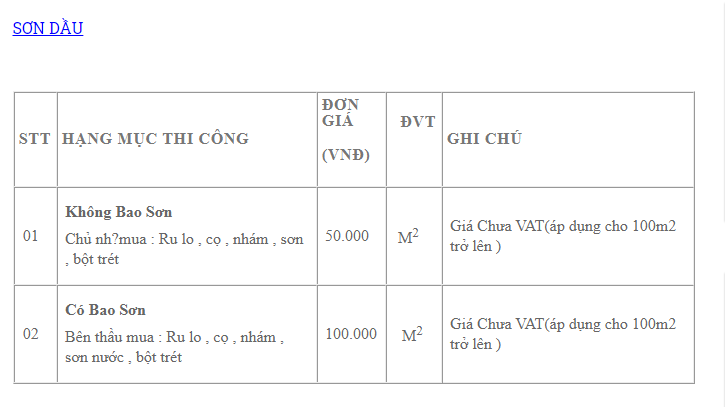 SƠN DẦU
STT
HẠNG MỤC THI CÔNG
ĐƠN
GIÁ
(VNĐ)
ĐVT
GHI CHÚ
01
Không Bao Sơn
Chủ nh?mua : Ru lo , cọ , nhám , sơn
, bột trét
50.000
M²
Giá Chưa VAT(áp dụng cho 100m2
trở lên )
02
Có Bao Sơn
Bên thầu mua : Ru lo , cọ , nhám ,
sơn nước , bột trét
100.000
M²
Giá Chưa VAT(áp dụng cho 100m2
trở lên )